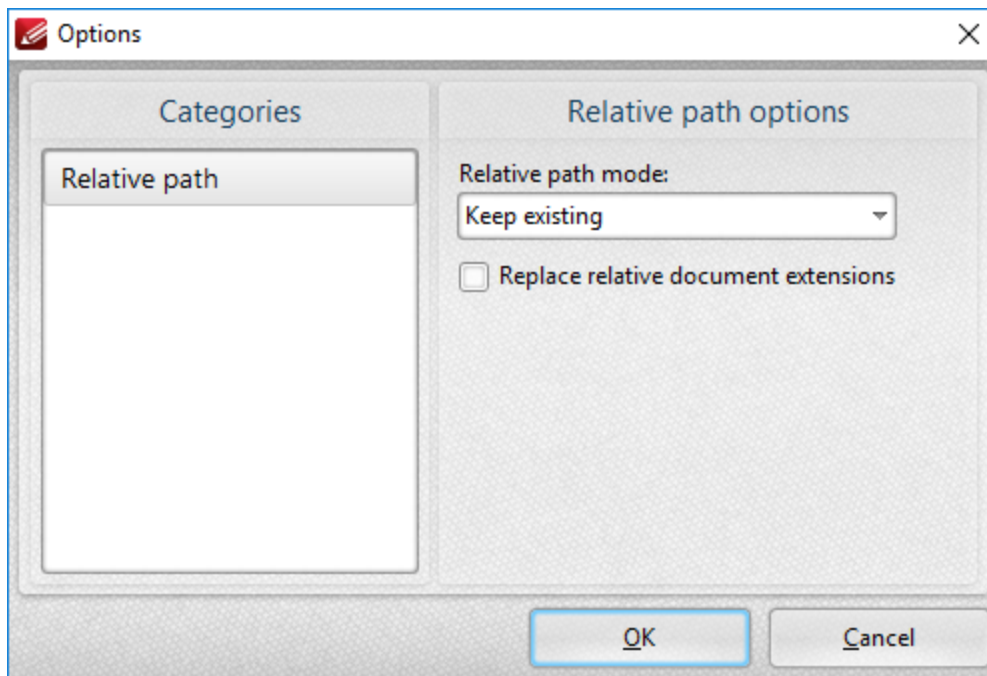 Options
Categories
Relative path
Relative path options
Relative path mode:
Keep existing
Replace relative document extensions
OK
Cancel